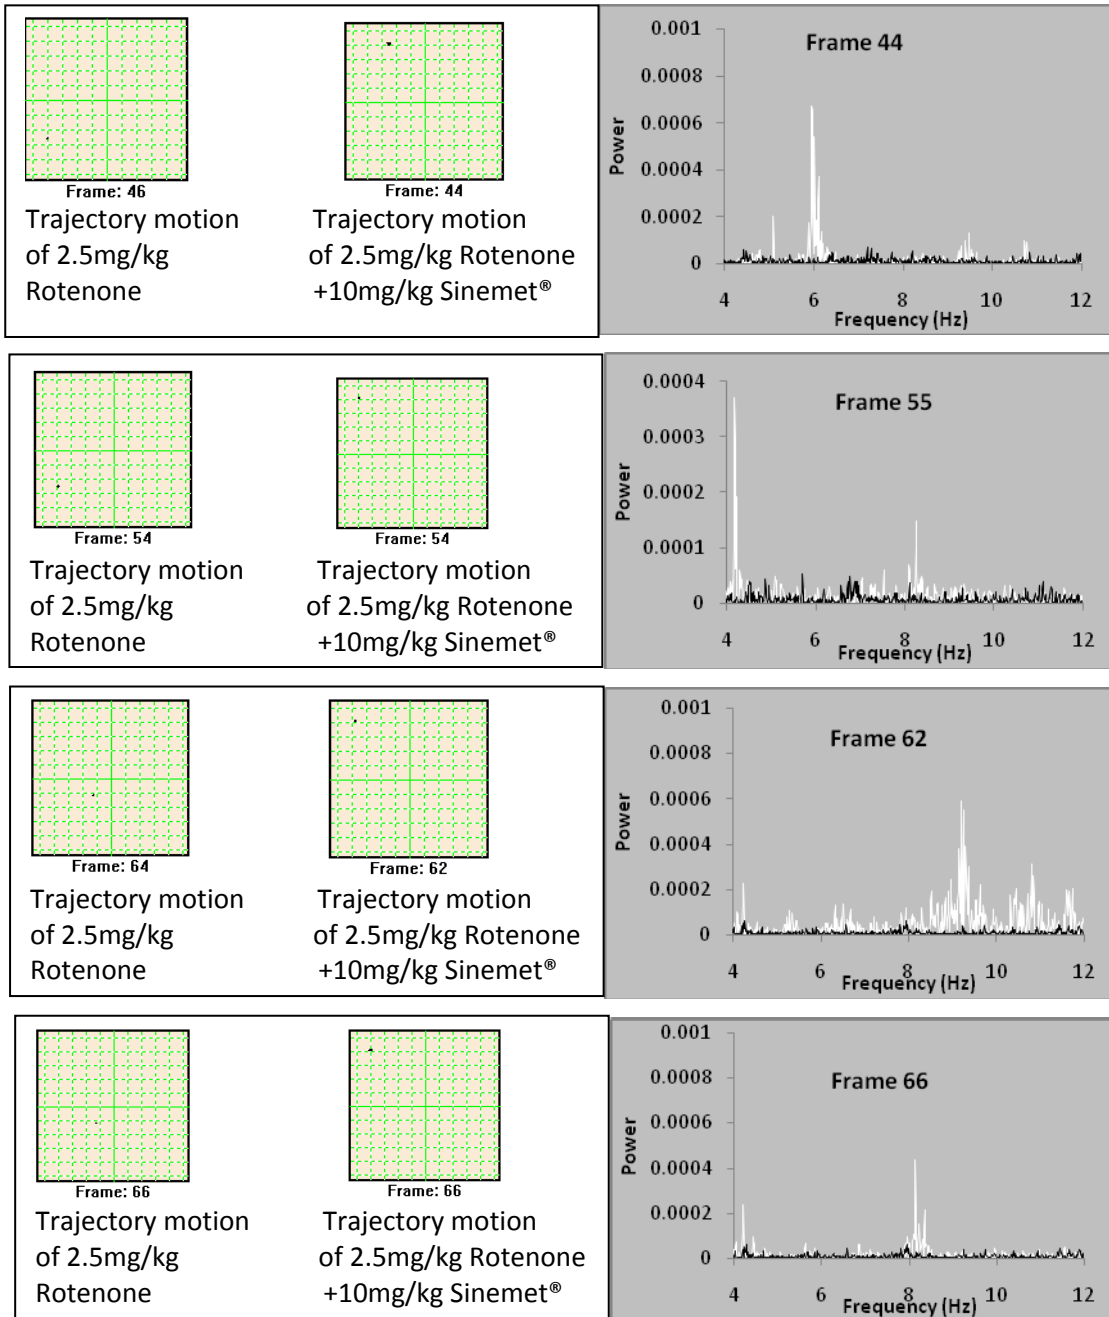 Frame: 46
Trajectory motion
of 2.5mg/kg
Rotenone
Frame: 44
Trajectory motion
of 2.5mg/kg Rotenone
+10mg/kg Sinemet®
Frame 44
Power
0.001
0.0008
0.0006
0.0004
0.0002
0
4 6 8 10 12
Frequency (Hz)
Frame: 54
Trajectory motion
of 2.5mg/kg
Rotenone
Frame: 54
Trajectory motion
of 2.5mg/kg Rotenone
+10mg/kg Sinemet®
Frame 55
Power
0.0004
0.0003
0.0002
0.0001
0
4 6 8 10 12
Frequency (Hz)
Frame: 64
Trajectory motion
of 2.5mg/kg
Rotenone
Frame: 62
Trajectory motion
of 2.5mg/kg Rotenone
+10mg/kg Sinemet®
Frame 62
Power
0.001
0.0008
0.0006
0.0004
0.0002
0
4 6 8 10 12
Frequency (Hz)
Frame: 66
Trajectory motion
of 2.5mg/kg
Rotenone
Frame: 66
Trajectory motion
of 2.5mg/kg Rotenone
+10mg/kg Sinemet®
Frame 66
Power
0.001
0.0008
0.0006
0.0004
0.0002
0
4 6 8 10 12
Frequency (Hz)